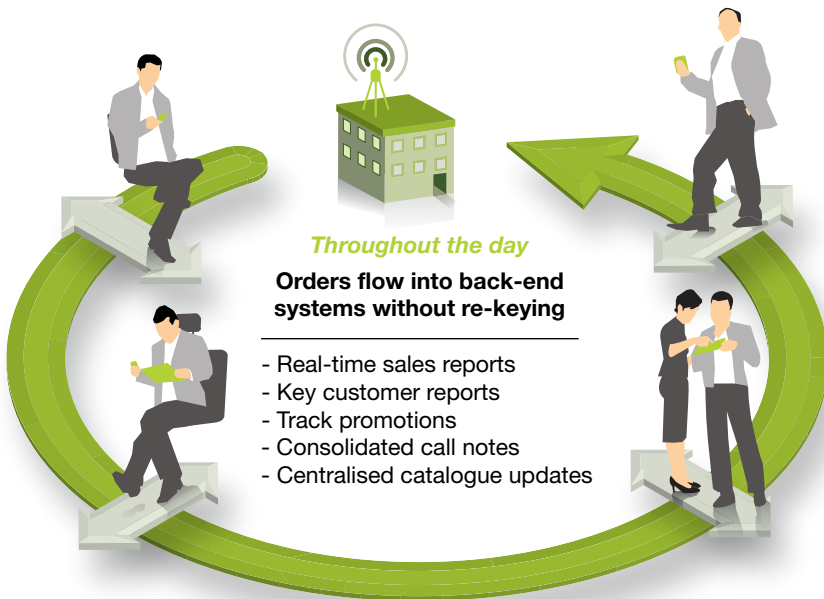 Throughout the day
Orders flow into back-end
systems without re-keying
- Real-time sales reports
- Key customer reports
- Track promotions
- Consolidated call notes
- Centralised catalogue updates